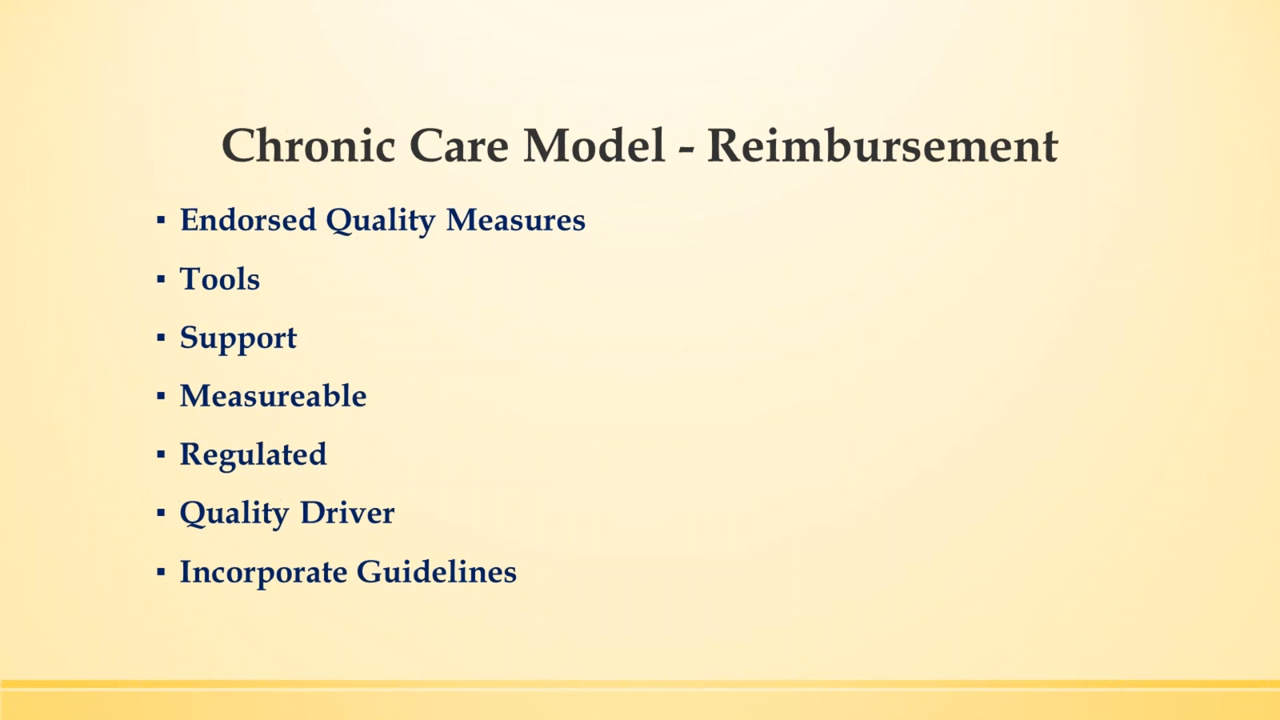 Chronic Care Model - Reimbursement
▪ Endorsed Quality Measures
▪ Tools
▪ Support
▪ Measureable
▪ Regulated
▪ Quality Driver
▪ Incorporate Guidelines